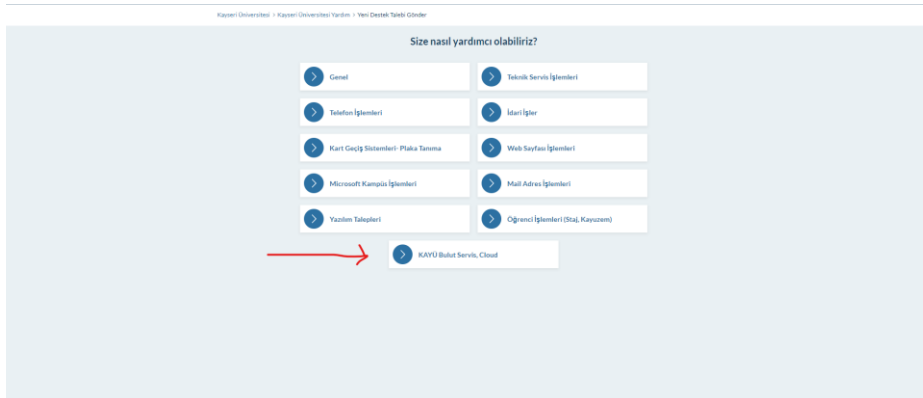 Kayseri Üniversitesi > Kayseri Üniversitesi Yardım > Yeni Destek Talebi Gönder
Size nasıl yardımcı olabiliriz?
Genel
Teknik Servis İşlemleri
Telefon İşlemleri
İdari İşler
Kart Geçiş Sistemleri- Plaka Tanıma
Web Sayfası İşlemleri
Microsoft Kampüs İşlemleri
Mail Adres İşlemleri
Yazılım Talepleri
Öğrenci İşlemleri (Staj, Kayuzem)
KAYÜ Bulut Servis, Cloud